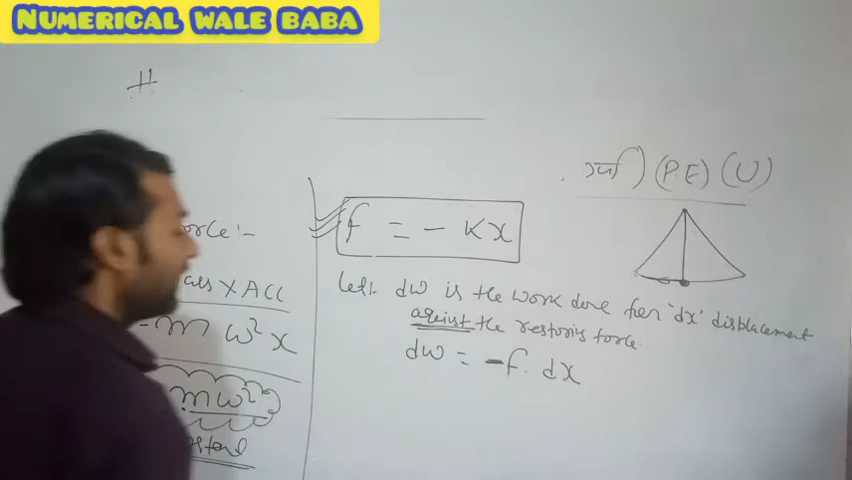 NUMERICAL WALE BABA
#
(P.E) (U)
orce :-
ass X ACC
- m ω² x
mω²
f = - Kx
Let dw is the work done for 'dx' displacement
against the restoring force.
dw = -f. dx